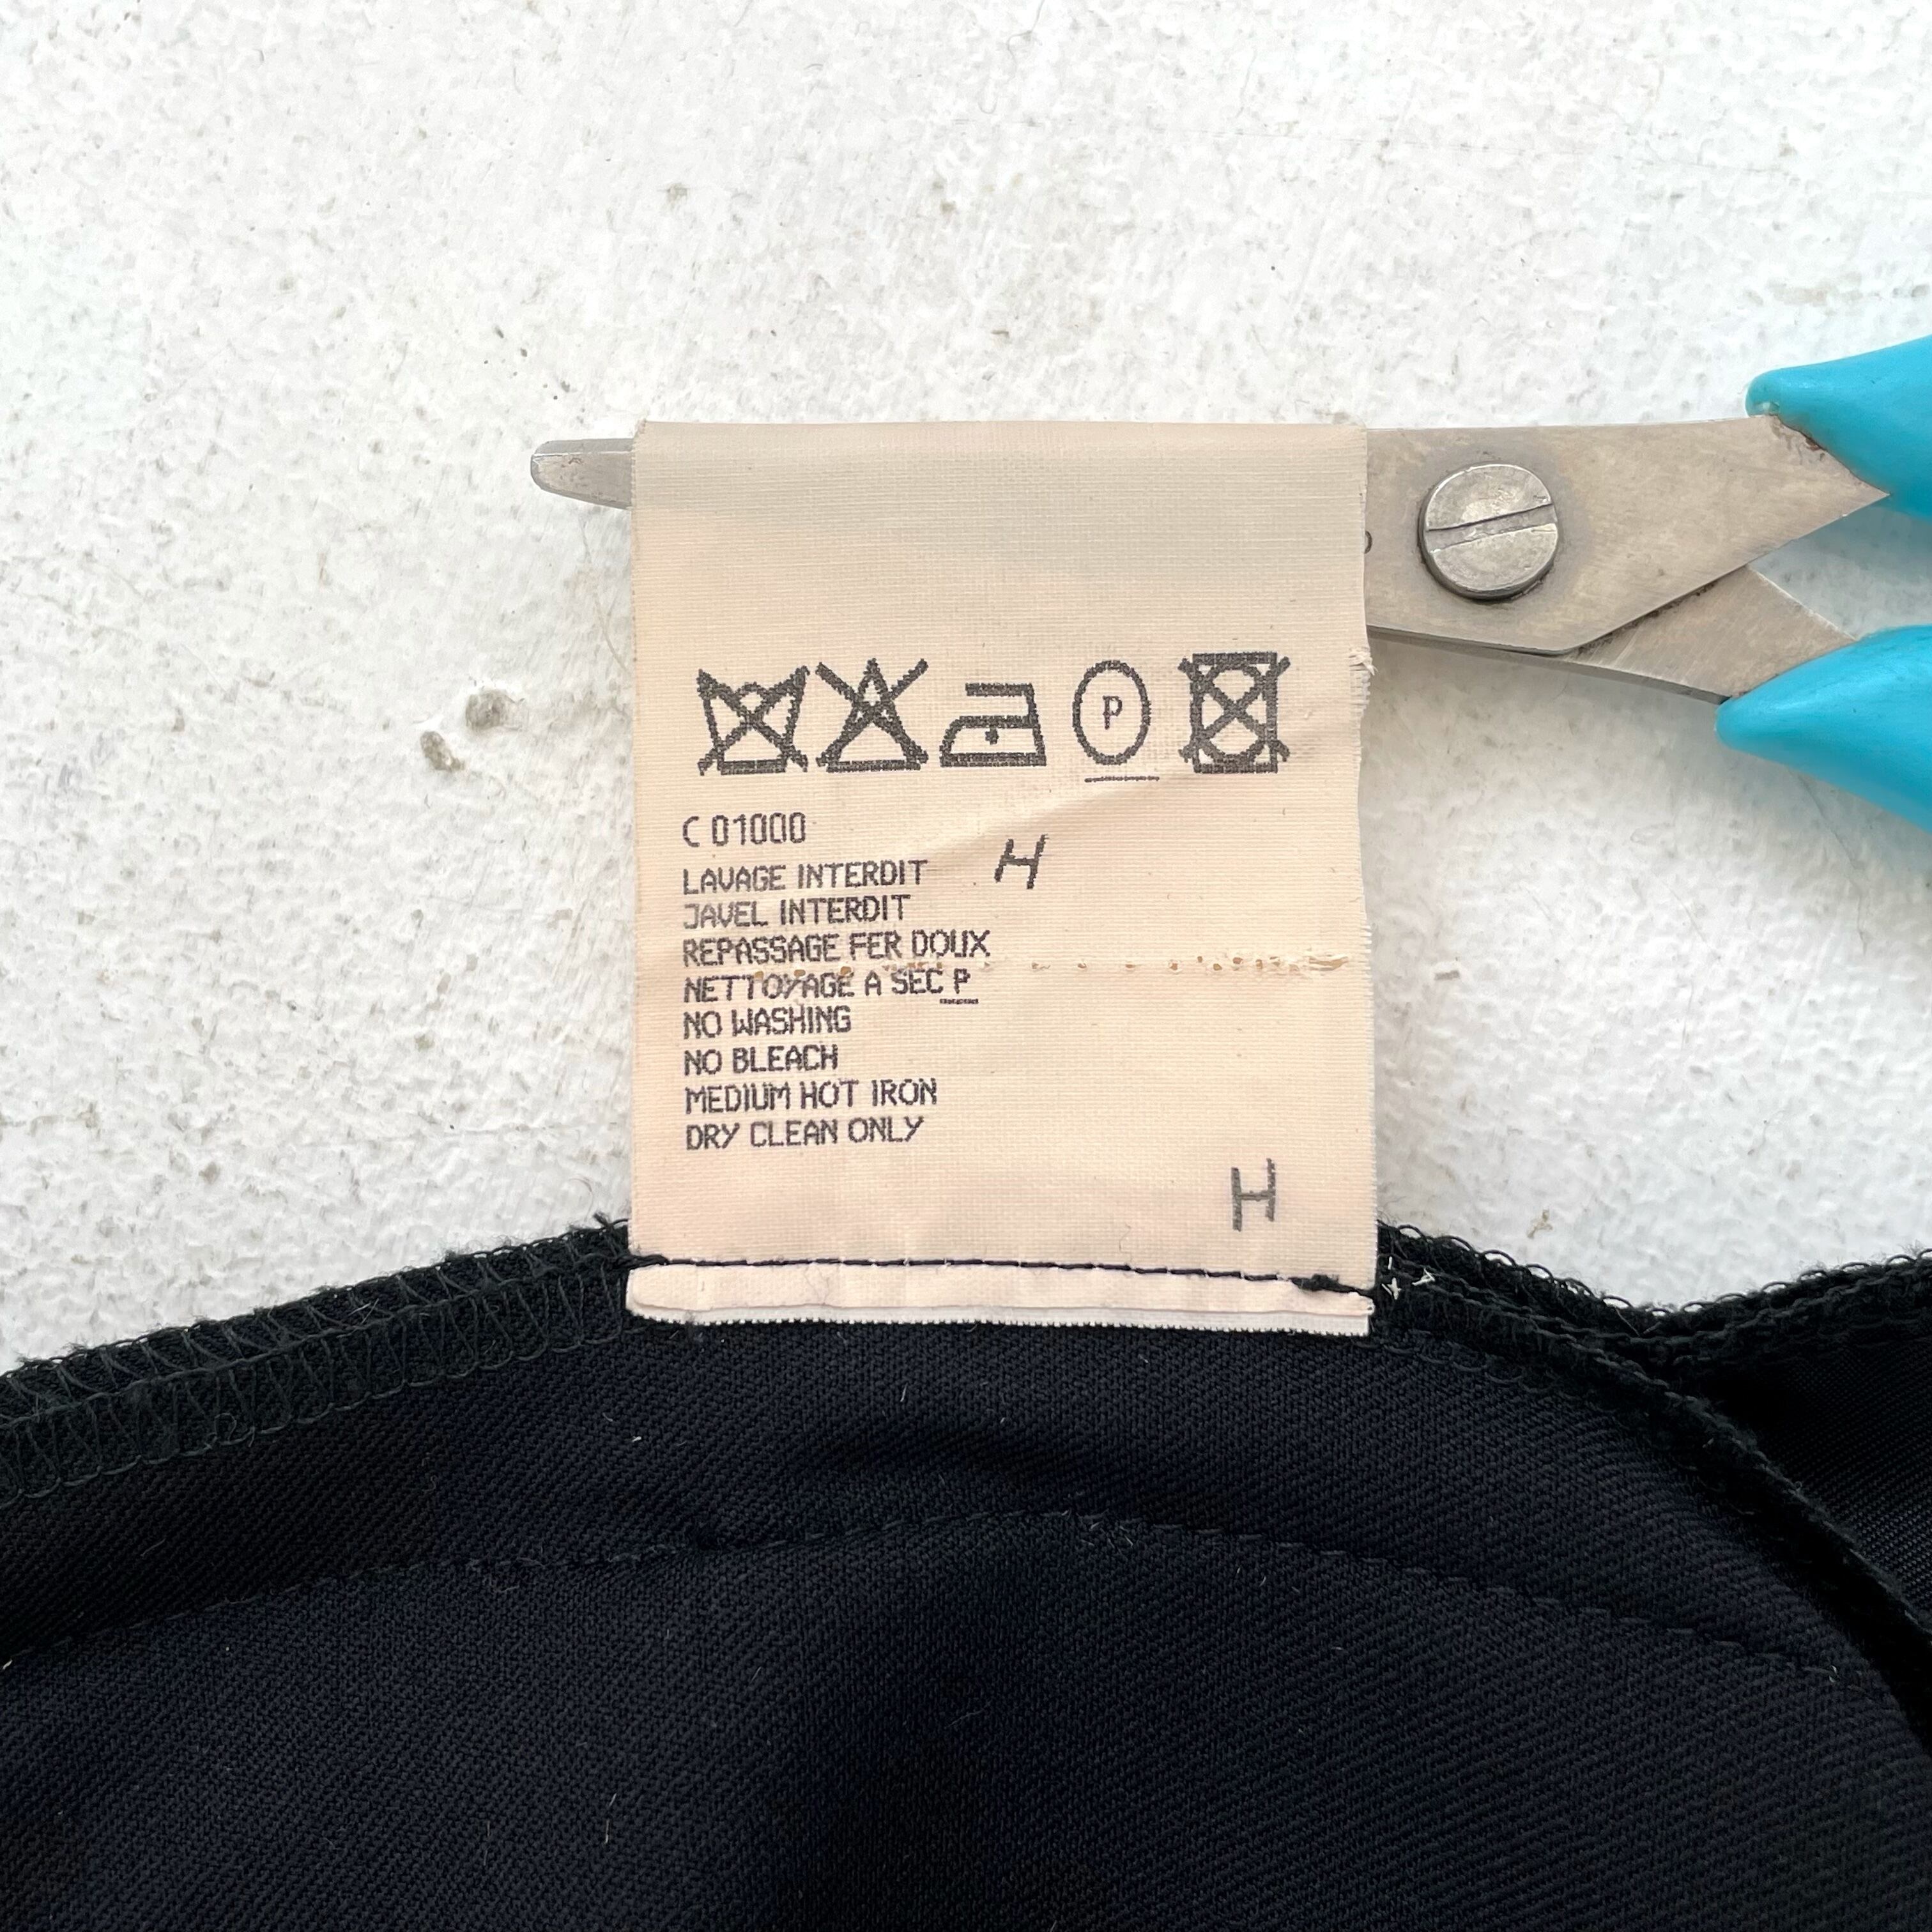 P
C 01000
H
LAVAGE INTERDIT
JAVEL INTERDIT
REPASSAGE FER DOUX
NETTOYAGE A SEC P
NO WASHING
NO BLEACH
MEDIUM HOT IRON
DRY CLEAN ONLY
H